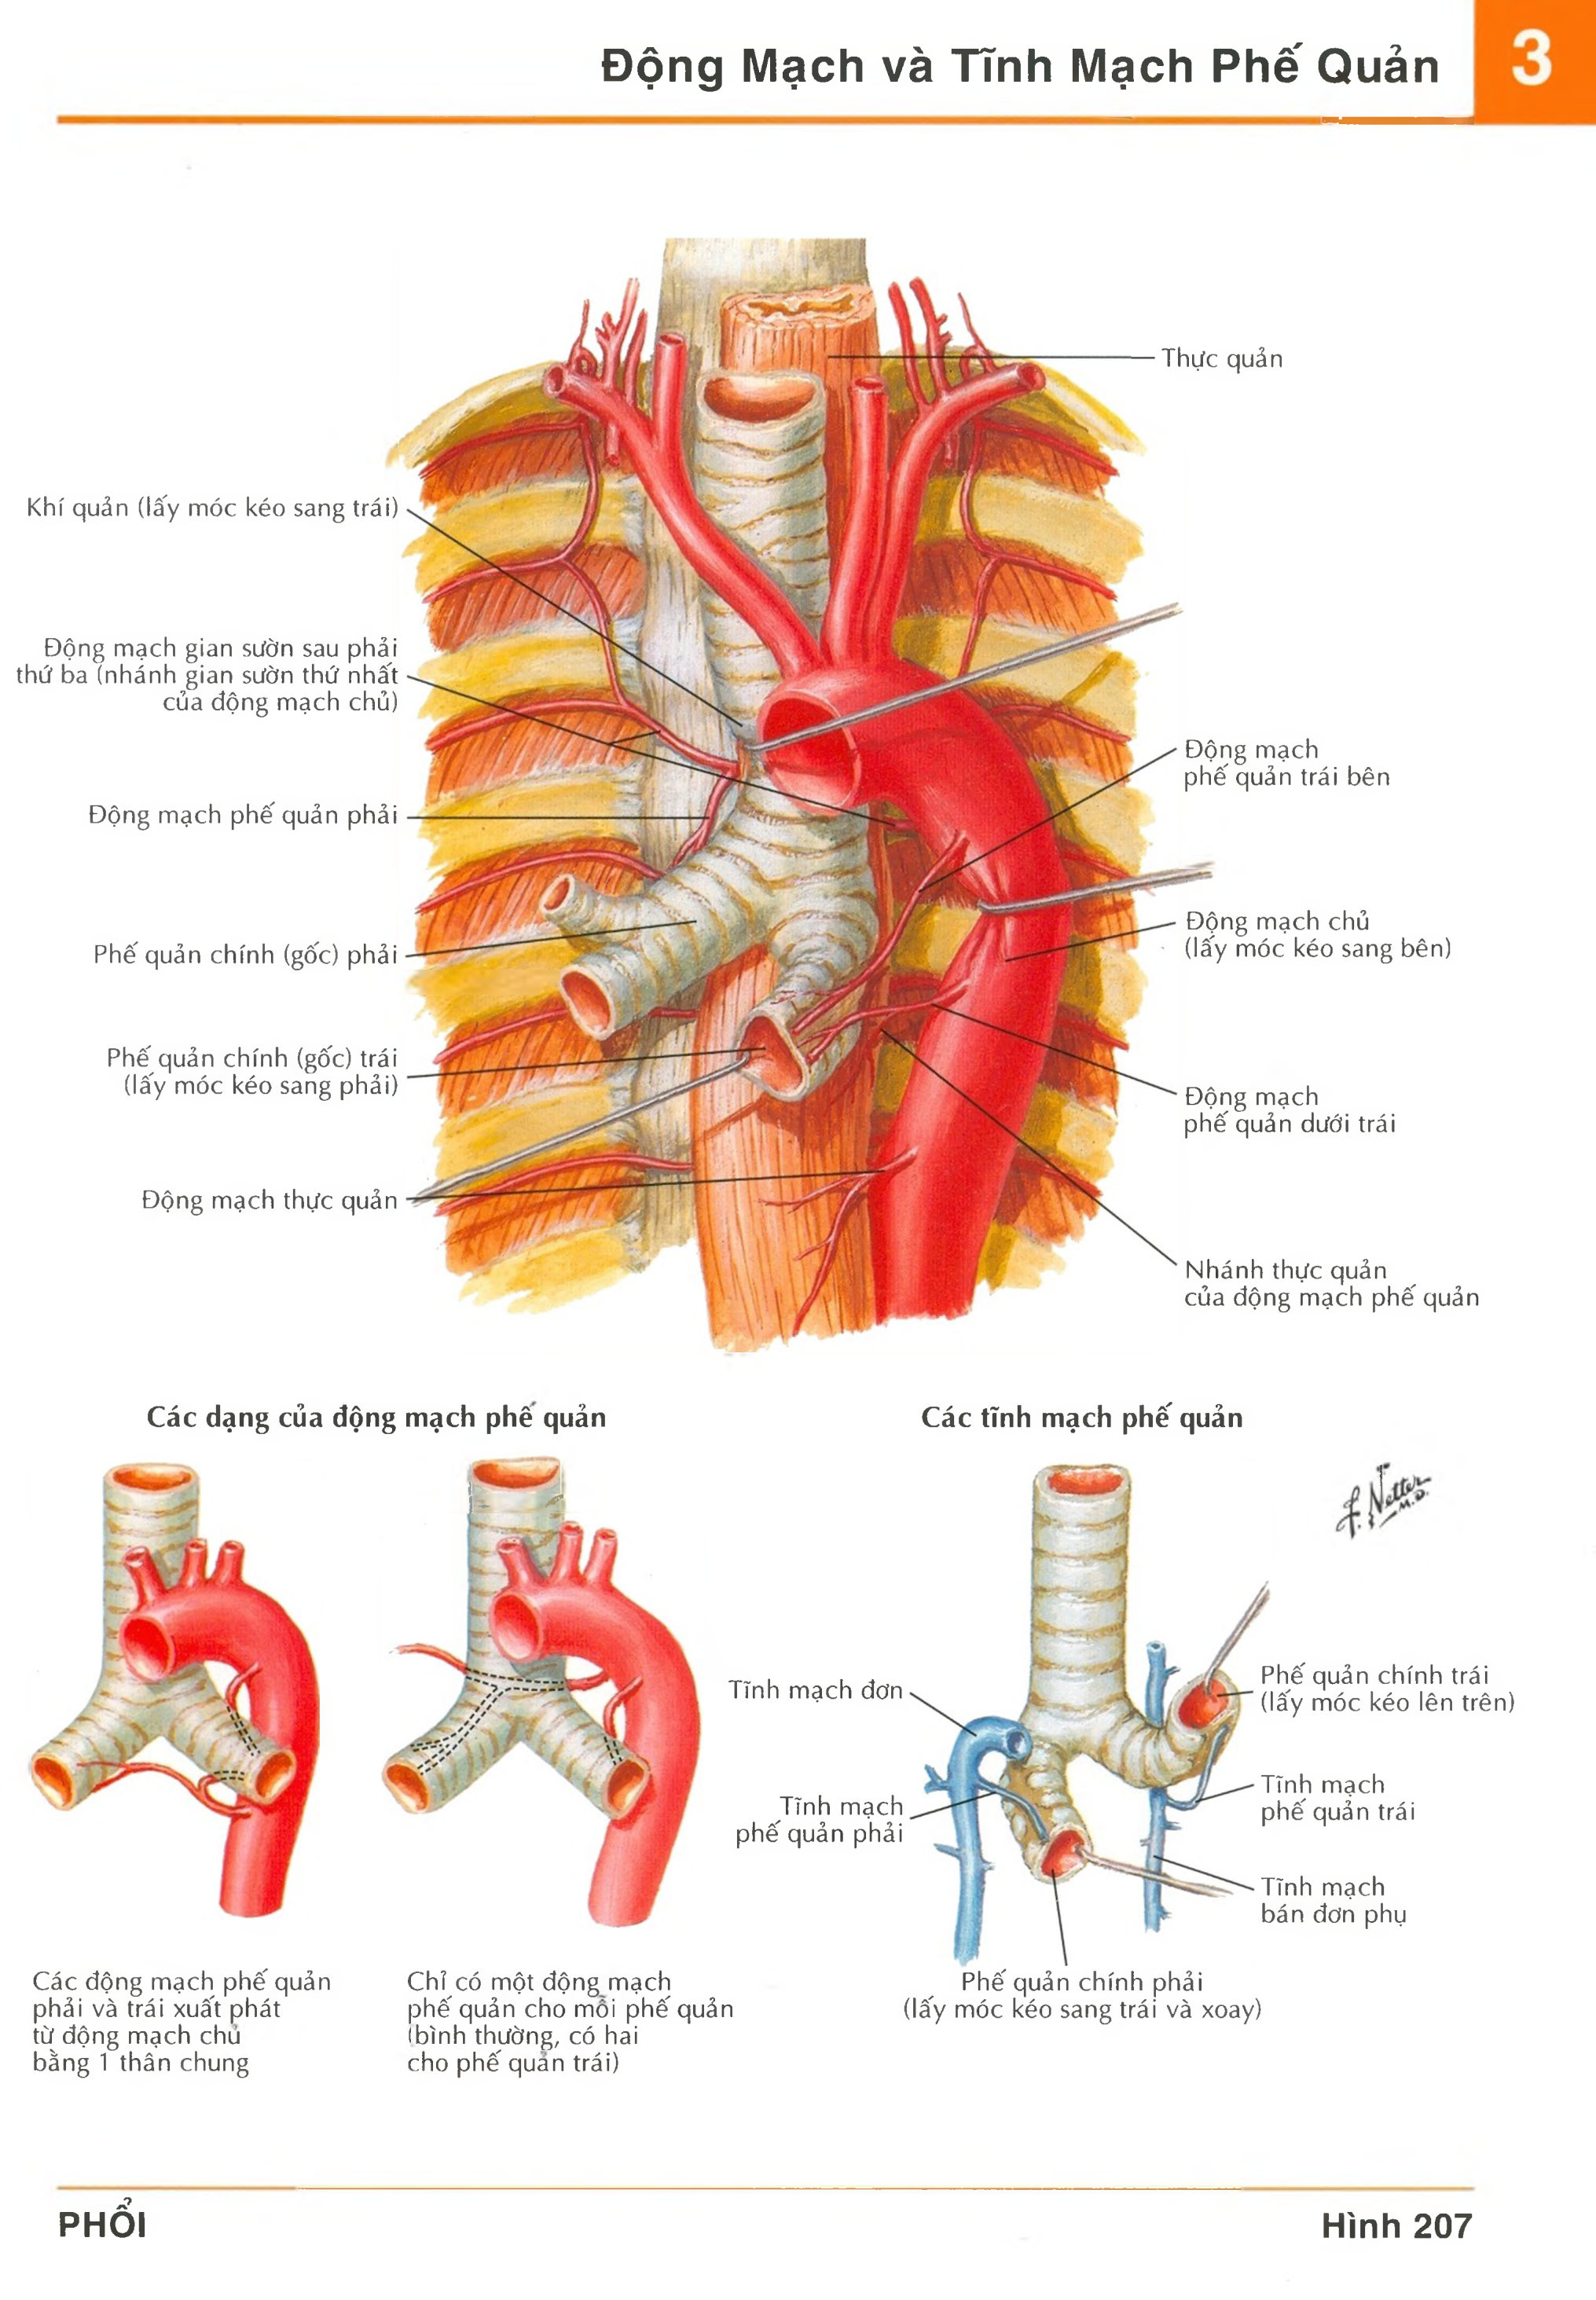 Động Mạch và Tĩnh Mạch Phế Quản
3
Thực quản
Khí quản (lấy móc kéo sang trái)
Động mạch gian sườn sau phải
thứ ba (nhánh gian sườn thứ nhất
của động mạch chủ)
Động mạch phế quản phải
Phế quản chính (gốc) phải
Phế quản chính (gốc) trái
(lấy móc kéo sang phải)
Động mạch thực quản
Động mạch
phế quản trái bên
Động mạch chủ
(lấy móc kéo sang bên)
Động mạch
phế quản dưới trái
Nhánh thực quản
của động mạch phế quản
Các dạng của động mạch phế quản
Các động mạch phế quản
phải và trái xuất phát
từ động mạch chủ
bằng 1 thân chung
Chỉ có một động mạch
phế quản cho mỗi phế quản
(bình thường, có hai
cho phế quản trái)
Các tĩnh mạch phế quản
F. Netter
M.D.
Tĩnh mạch đơn
Tĩnh mạch
phế quản phải
Phế quản chính trái
(lấy móc kéo lên trên)
Tĩnh mạch
phế quản trái
Tĩnh mạch
bán đơn phụ
Phế quản chính phải
(lấy móc kéo sang trái và xoay)
PHỔI
Hình 207